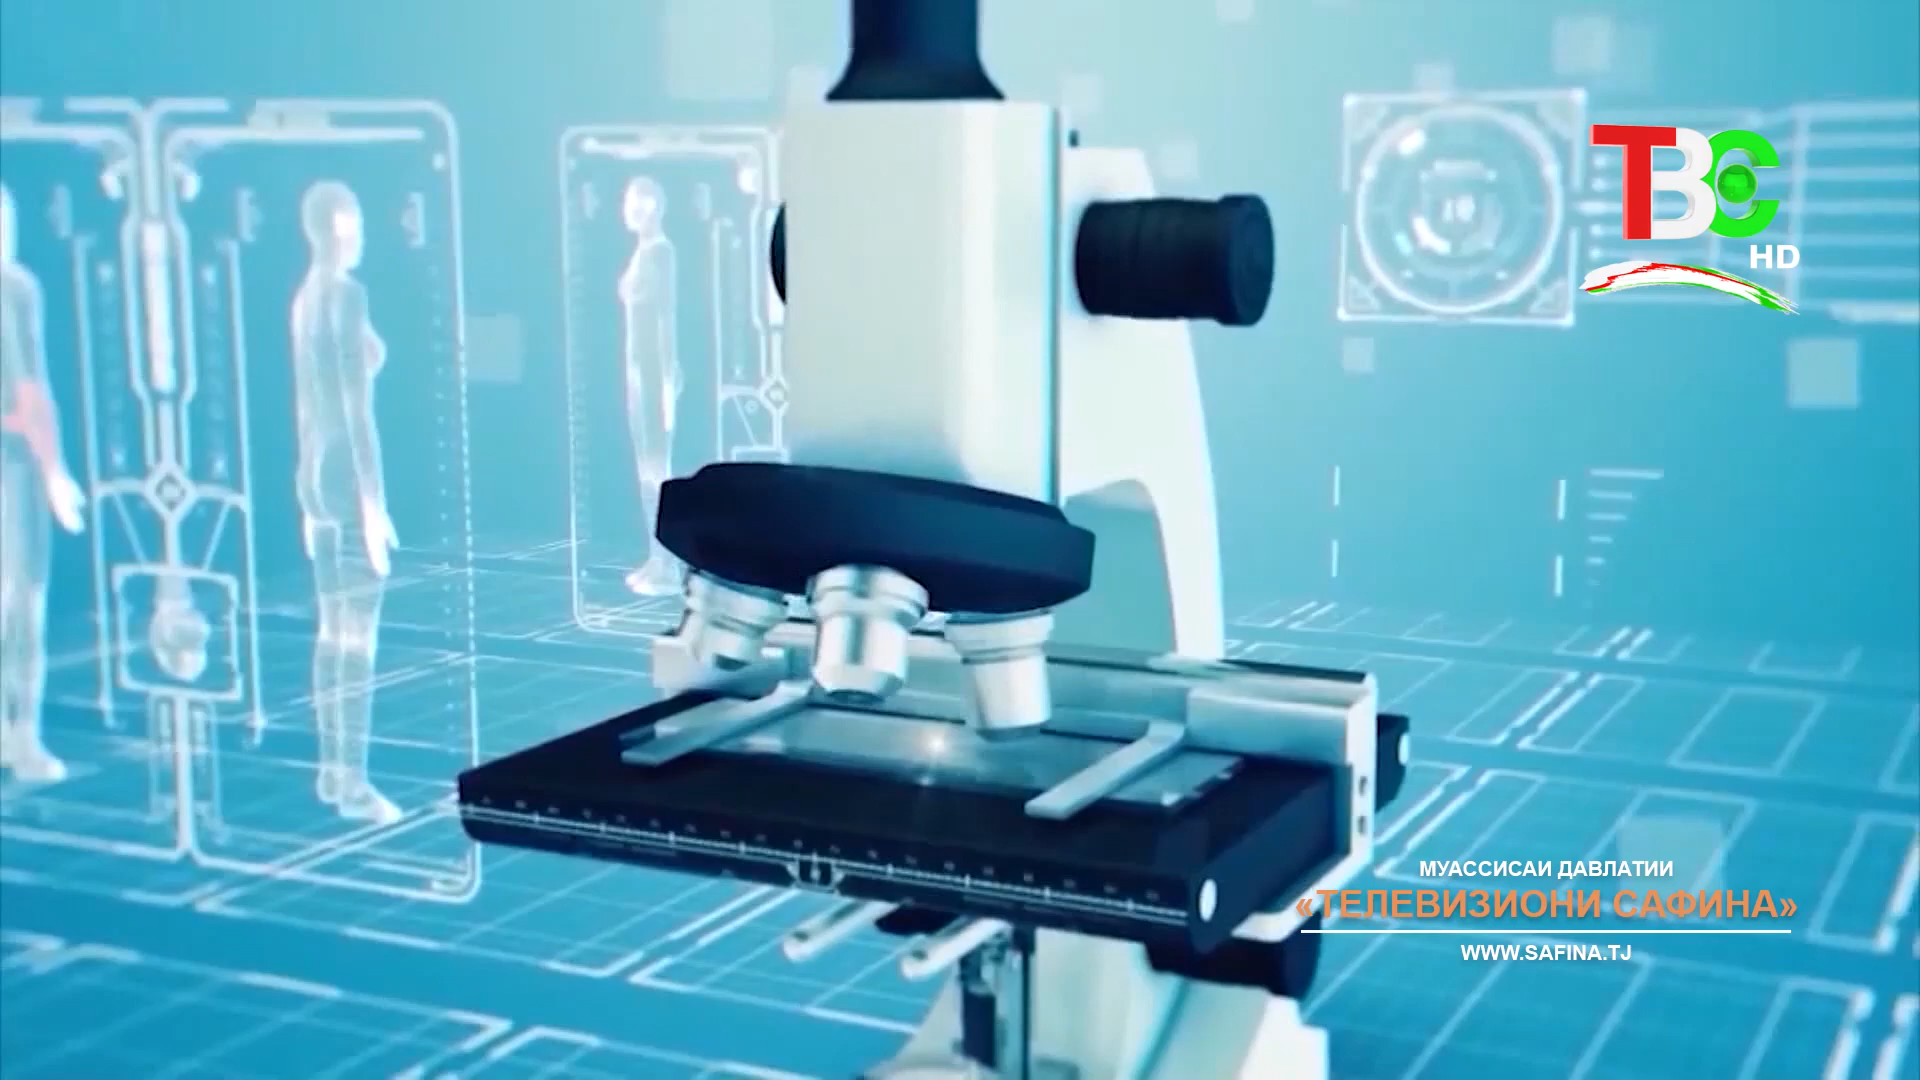 ТВС
HD
МУАССИСАИ ДАВЛАТИИ
«ТЕЛЕВИЗИОНИ САФИНА»
WWW.SAFINA.TJ